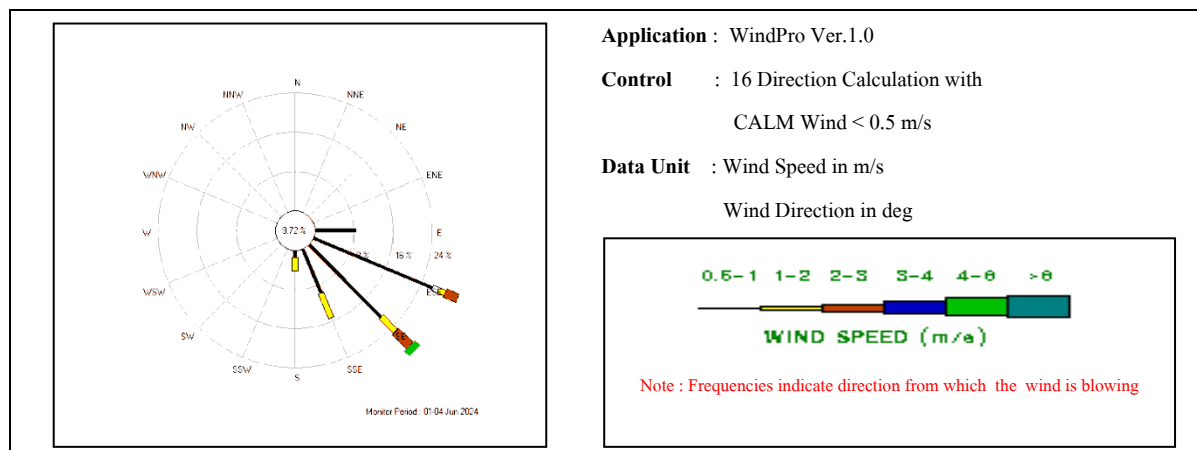 N
NNW
NNE
NW
NE
WNW
ENE
W
9.72 %
E
16 %
24 %
ESE
WSW
SW
SSW
SSE
S
Monitor Period : 01-04 Jun 2024
Application : WindPro Ver.1.0
Control : 16 Direction Calculation with
CALM Wind < 0.5 m/s
Data Unit : Wind Speed in m/s
Wind Direction in deg
0.5-1 1-2 2-3 3-4 4-6 >6
WIND SPEED (m/s)
Note : Frequencies indicate direction from which the wind is blowing